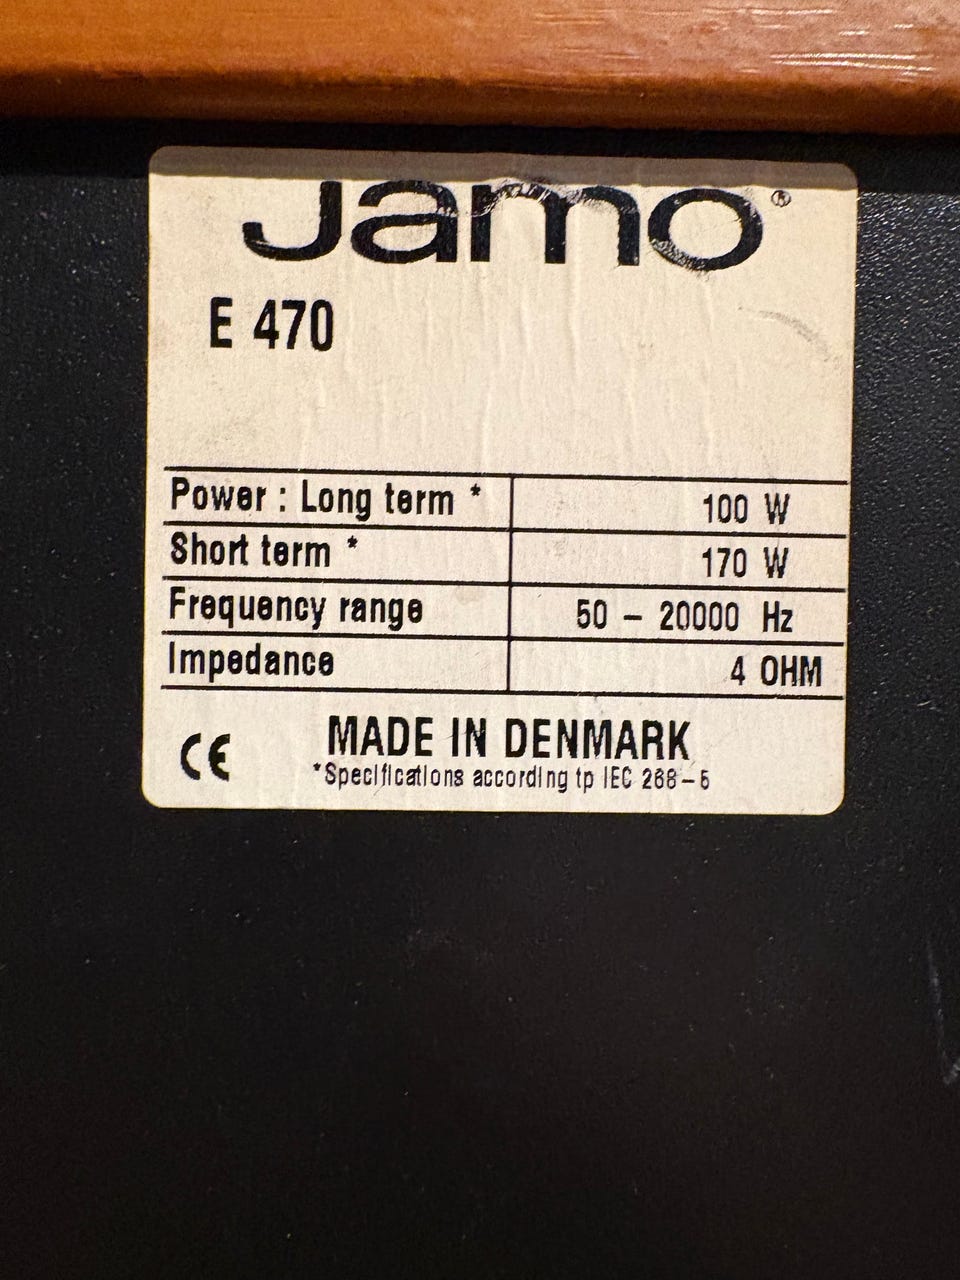 Jamo®
E 470
Power : Long term * 100 W
Short term * 170 W
Frequency range 50 – 20000 Hz
Impedance 4 OHM
CE MADE IN DENMARK
*Specifications according tp IEC 268–5